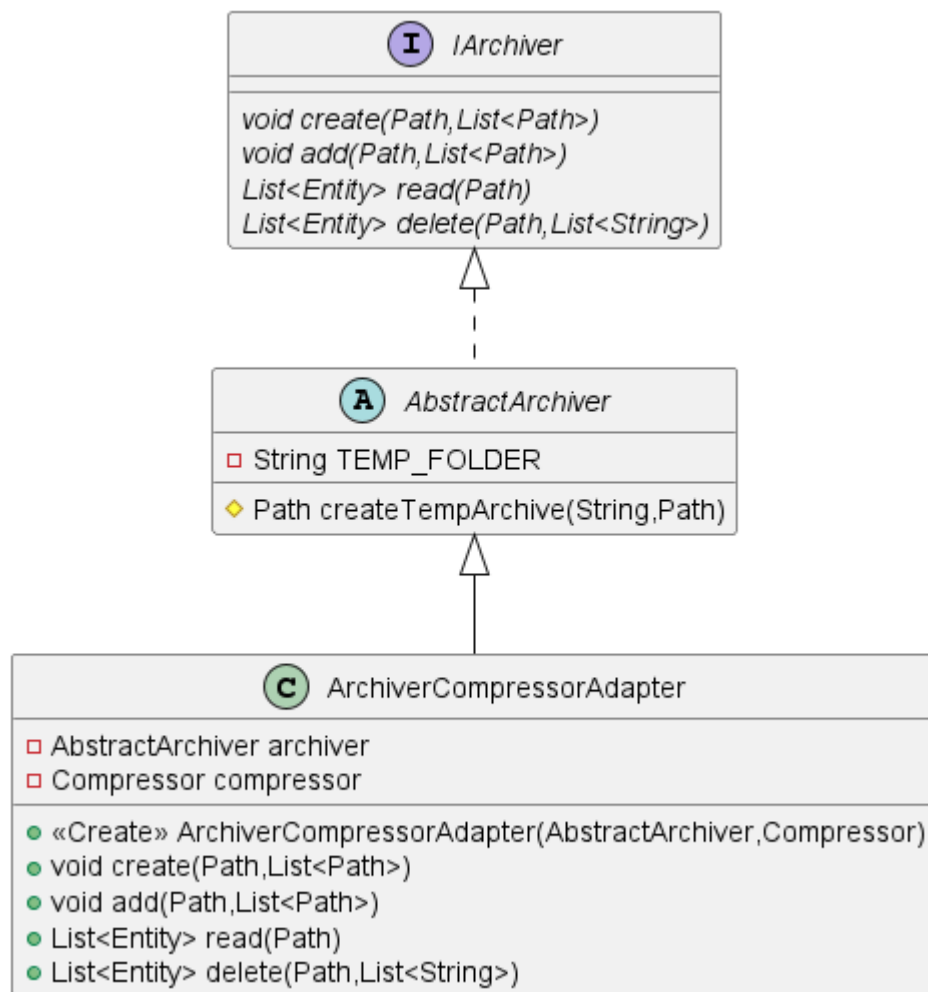 I IArchiver
void create(Path,List<Path>)
void add(Path,List<Path>)
List<Entity> read(Path)
List<Entity> delete(Path,List<String>)
A AbstractArchiver
String TEMP_FOLDER
Path createTempArchive(String,Path)
C ArchiverCompressorAdapter
AbstractArchiver archiver
Compressor compressor
«Create» ArchiverCompressorAdapter(AbstractArchiver,Compressor)
void create(Path,List<Path>)
void add(Path,List<Path>)
List<Entity> read(Path)
List<Entity> delete(Path,List<String>)